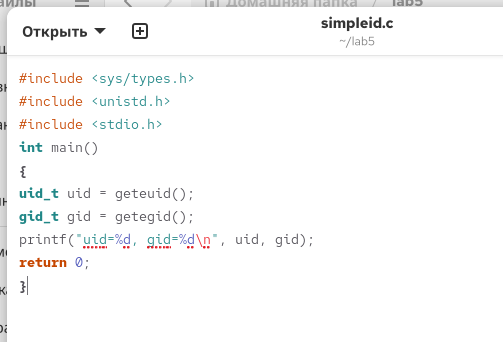 Домашняя папка / lab5
Открыть
simpleid.c
~/lab5
#include <sys/types.h>
#include <unistd.h>
#include <stdio.h>
int main()
{
uid_t uid = geteuid();
gid_t gid = getegid();
printf("uid=%d, gid=%d\n", uid, gid);
return 0;
}